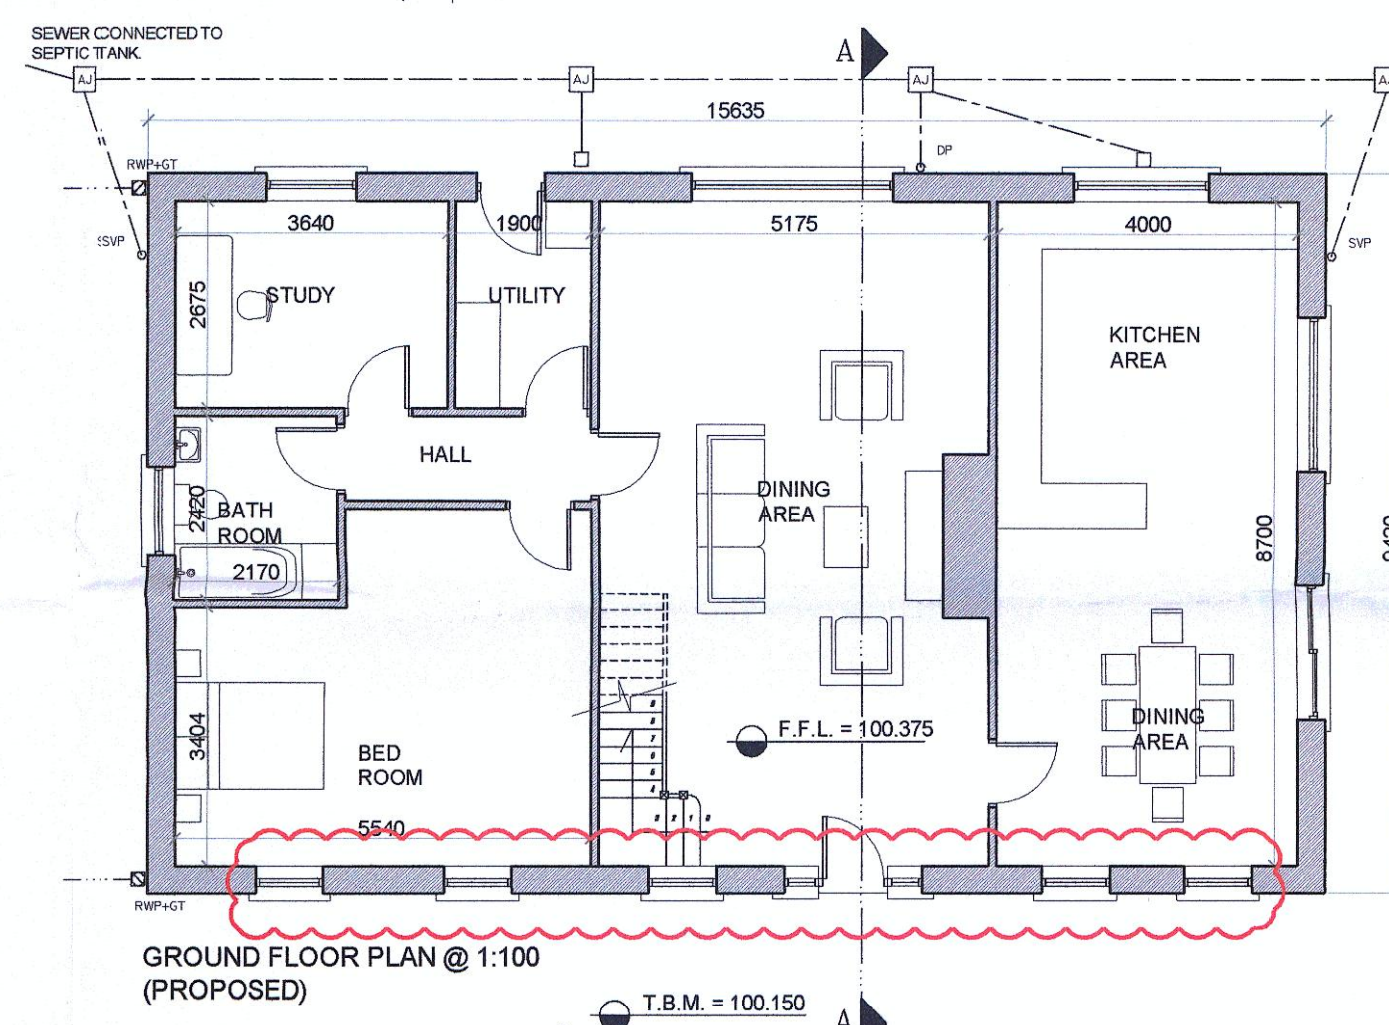 SEWER CONNECTED TO
SEPTIC TANK.
A
AJ
AJ
AJ
15635
RWP+GT
DP
3640
1900
5175
4000
SVP
SVP
2675
STUDY
UTILITY
KITCHEN
AREA
HALL
DINING
AREA
2420
BATH
ROOM
2170
8700
3404
BED
ROOM
F.F.L. = 100.375
DINING
AREA
5540
RWP+GT
GROUND FLOOR PLAN @ 1:100
(PROPOSED)
T.B.M. = 100.150
A